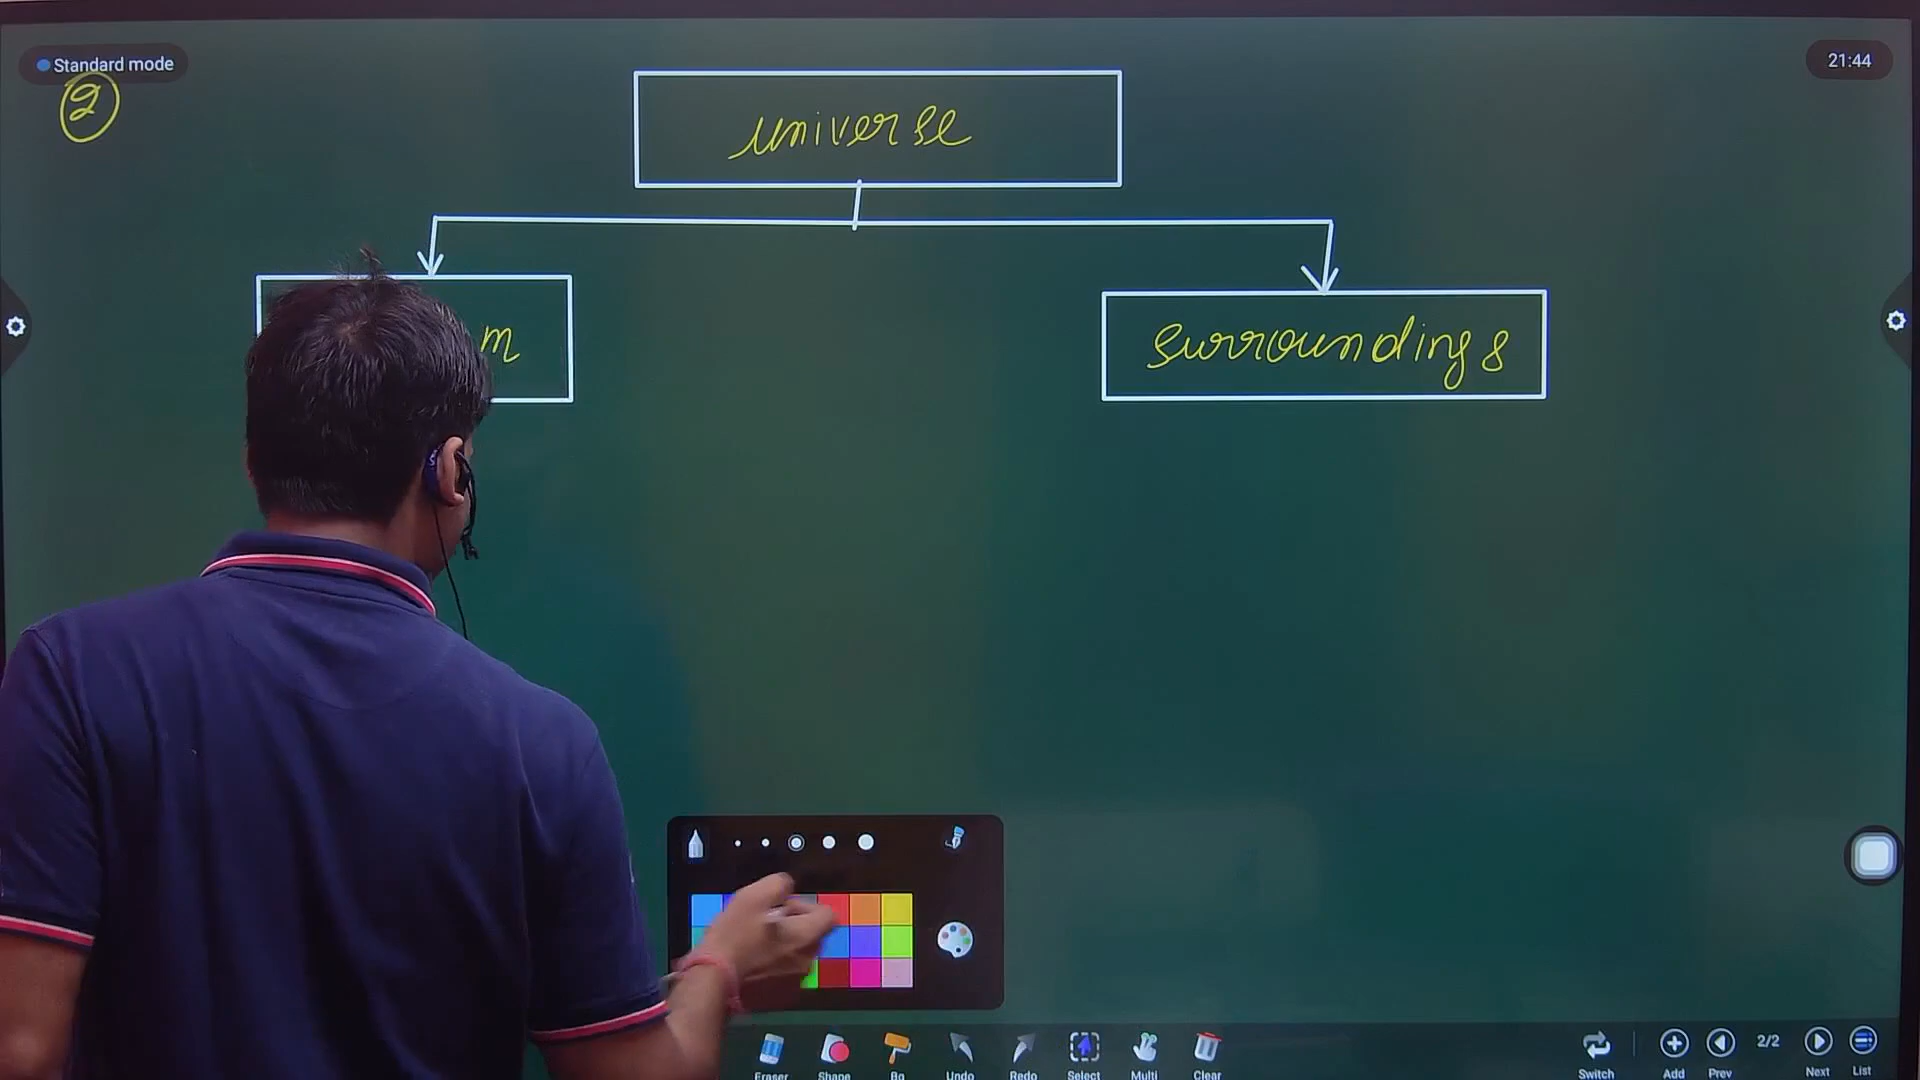 Standard mode
21:44
2
universe
m
surroundings
Eraser Shape Bg Undo Redo Select Multi Clear
Switch Add Prev 2/2 Next List